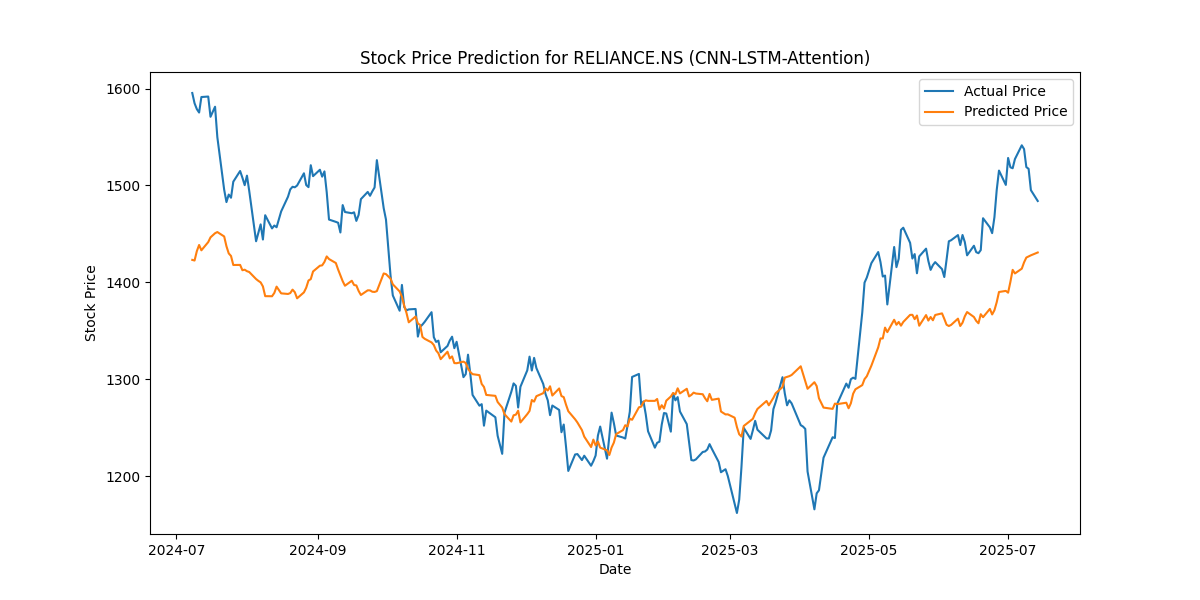 Stock Price Prediction for RELIANCE.NS (CNN-LSTM-Attention)
Actual Price
Predicted Price
Stock Price
1600
1500
1400
1300
1200
2024-07
2024-09
2024-11
2025-01
2025-03
2025-05
2025-07
Date